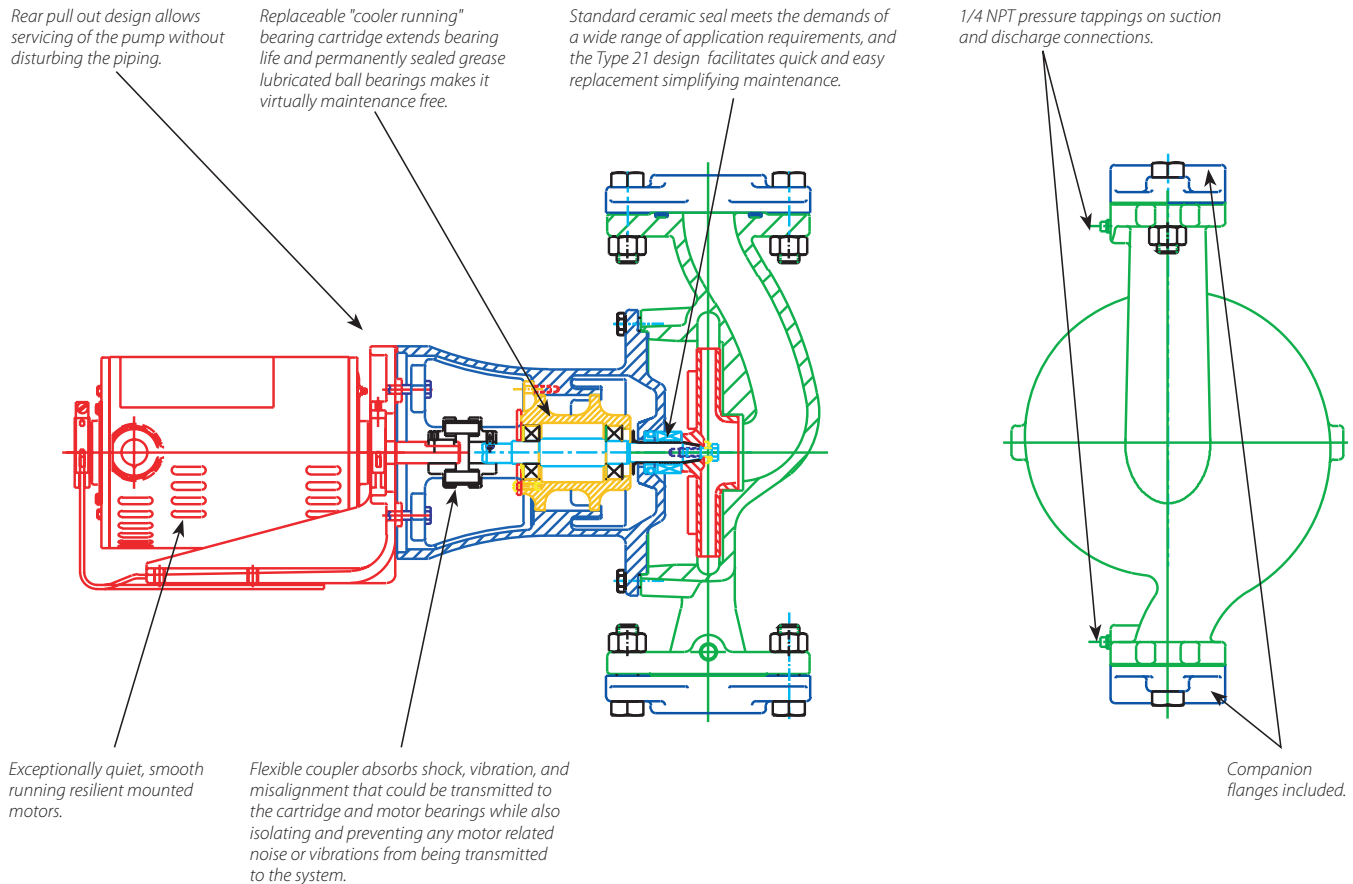 Rear pull out design allows
servicing of the pump without
disturbing the piping.
Replaceable "cooler running"
bearing cartridge extends bearing
life and permanently sealed grease
lubricated ball bearings makes it
virtually maintenance free.
Standard ceramic seal meets the demands of
a wide range of application requirements, and
the Type 21 design facilitates quick and easy
replacement simplifying maintenance.
1/4 NPT pressure tappings on suction
and discharge connections.
Exceptionally quiet, smooth
running resilient mounted
motors.
Flexible coupler absorbs shock, vibration, and
misalignment that could be transmitted to
the cartridge and motor bearings while also
isolating and preventing any motor related
noise or vibrations from being transmitted
to the system.
Companion
flanges included.